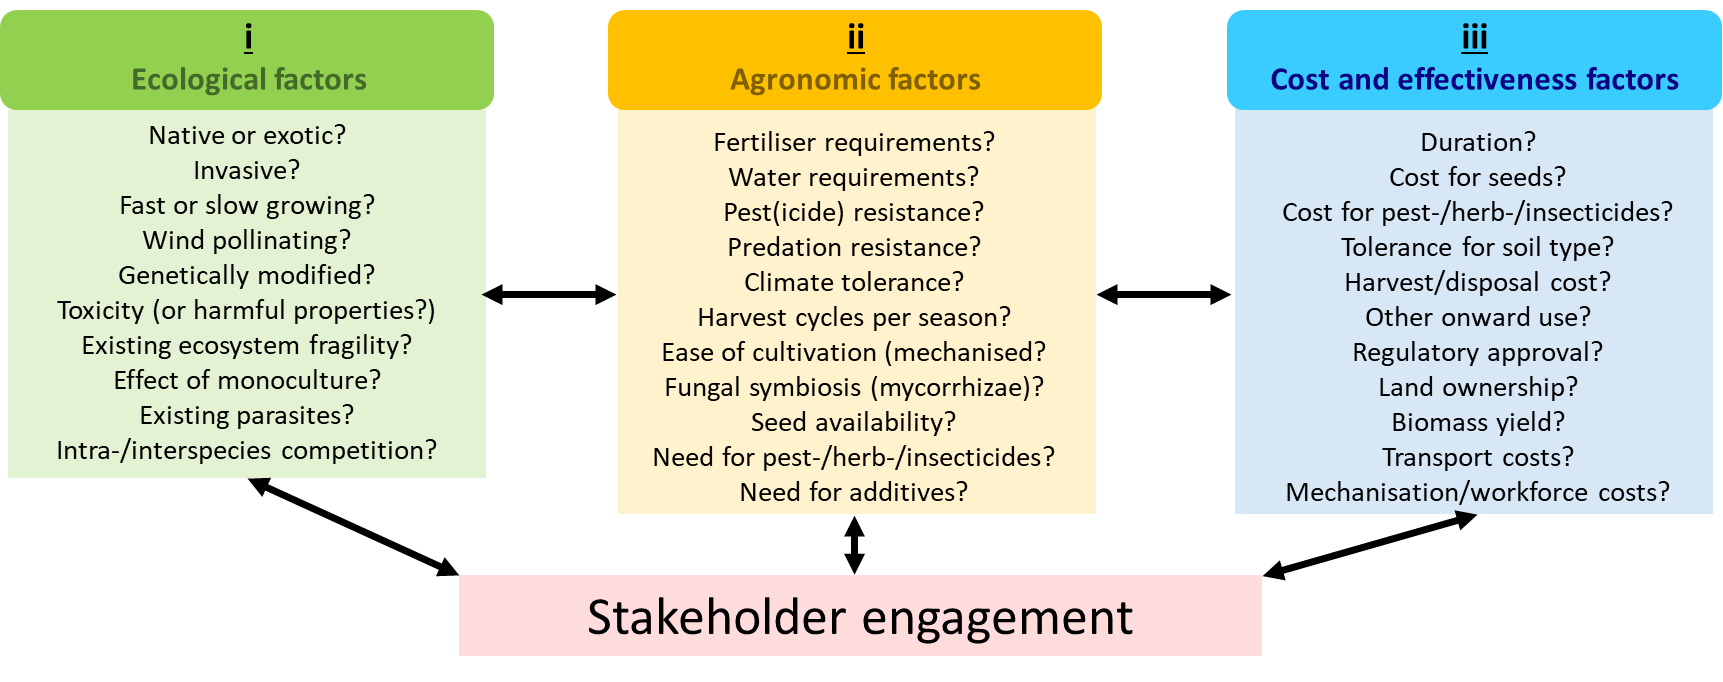 i
Ecological factors
Native or exotic?
Invasive?
Fast or slow growing?
Wind pollinating?
Genetically modified?
Toxicity (or harmful properties?)
Existing ecosystem fragility?
Effect of monoculture?
Existing parasites?
Intra-/interspecies competition?
ii
Agronomic factors
Fertiliser requirements?
Water requirements?
Pest(icide) resistance?
Predation resistance?
Climate tolerance?
Harvest cycles per season?
Ease of cultivation (mechanised?
Fungal symbiosis (mycorrhizae)?
Seed availability?
Need for pest-/herb-/insecticides?
Need for additives?
iii
Cost and effectiveness factors
Duration?
Cost for seeds?
Cost for pest-/herb-/insecticides?
Tolerance for soil type?
Harvest/disposal cost?
Other onward use?
Regulatory approval?
Land ownership?
Biomass yield?
Transport costs?
Mechanisation/workforce costs?
Stakeholder engagement